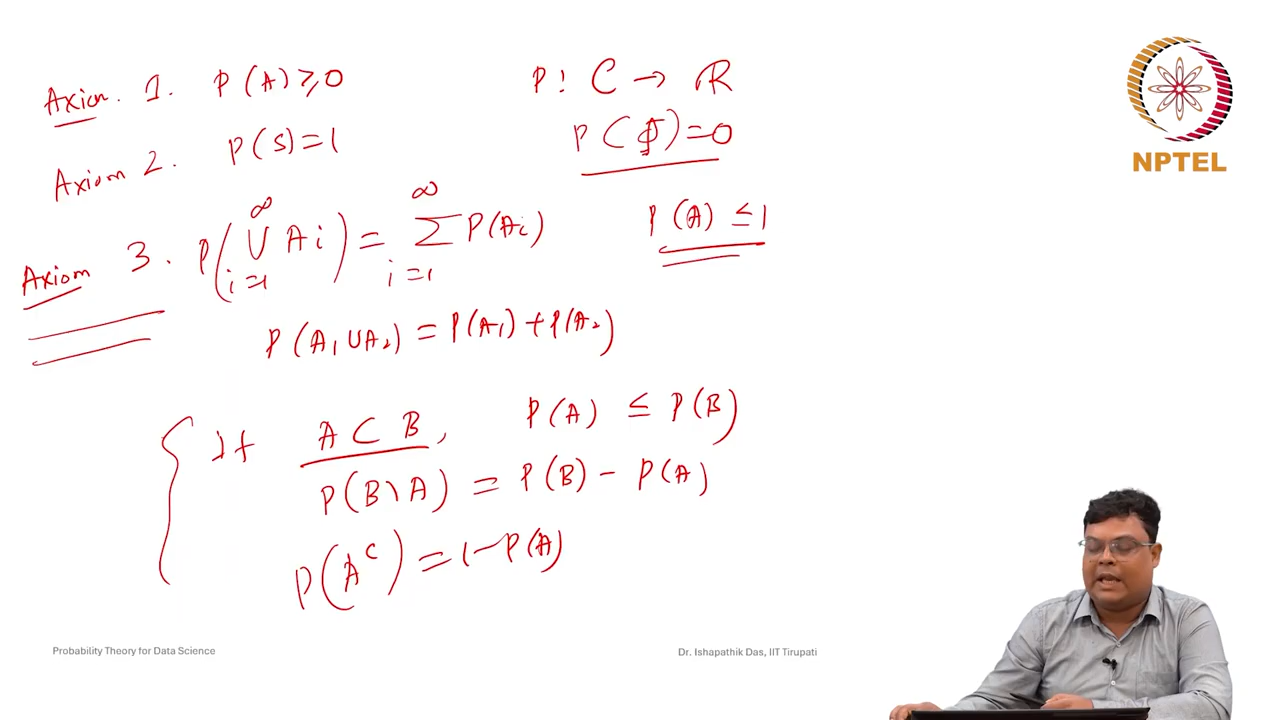 Axiom. 1. P(A) ≥ 0
P : C → R
P(Φ) = 0
Axiom 2. P(S) = 1
P(A) ≤ 1
Axiom 3. P(∪_{i=1}^{∞} Ai) = ∑_{i=1}^{∞} P(Ai)
P(A₁ ∪ A₂) = P(A₁) + P(A₂)
if A ⊂ B, P(A) ≤ P(B)
P(B \ A) = P(B) - P(A)
P(A^c) = 1 - P(A)
NPTEL
Probability Theory for Data Science
Dr. Ishapathik Das, IIT Tirupati